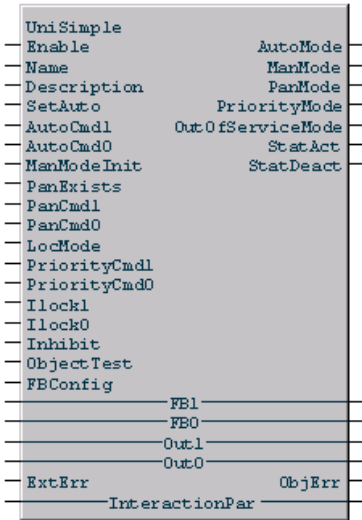 UniSimple
Enable AutoMode
Name ManMode
Description PanMode
SetAuto PriorityMode
AutoCmd1 OutOfServiceMode
AutoCmd0 StatAct
ManModeInit StatDeact
PanExists
PanCmd1
PanCmd0
LocMode
PriorityCmd1
PriorityCmd0
Ilock1
Ilock0
Inhibit
ObjectTest
FBConfig
FB1
FB0
Out1
Out0
ExtErr ObjErr
InteractionPar